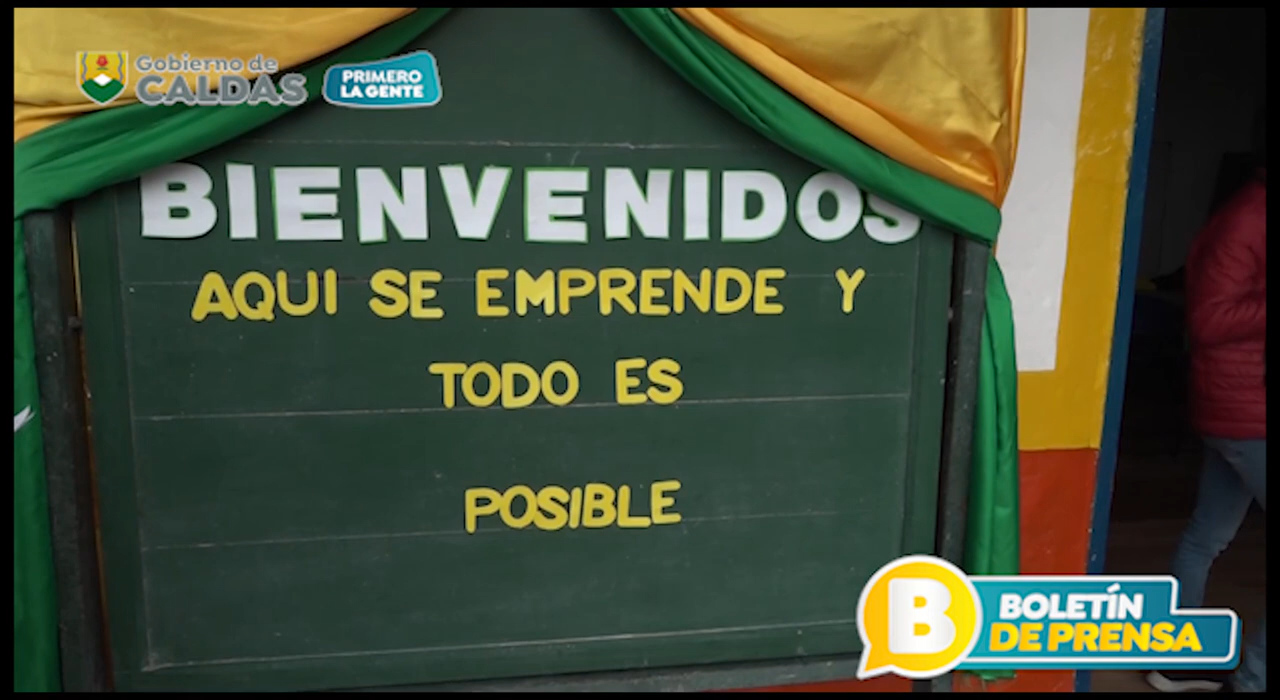 Gobierno de
CALDAS
PRIMERO
LA GENTE
BIENVENIDOS
AQUI SE EMPRENDE Y
TODO ES
POSIBLE
B
BOLETÍN
DE PRENSA